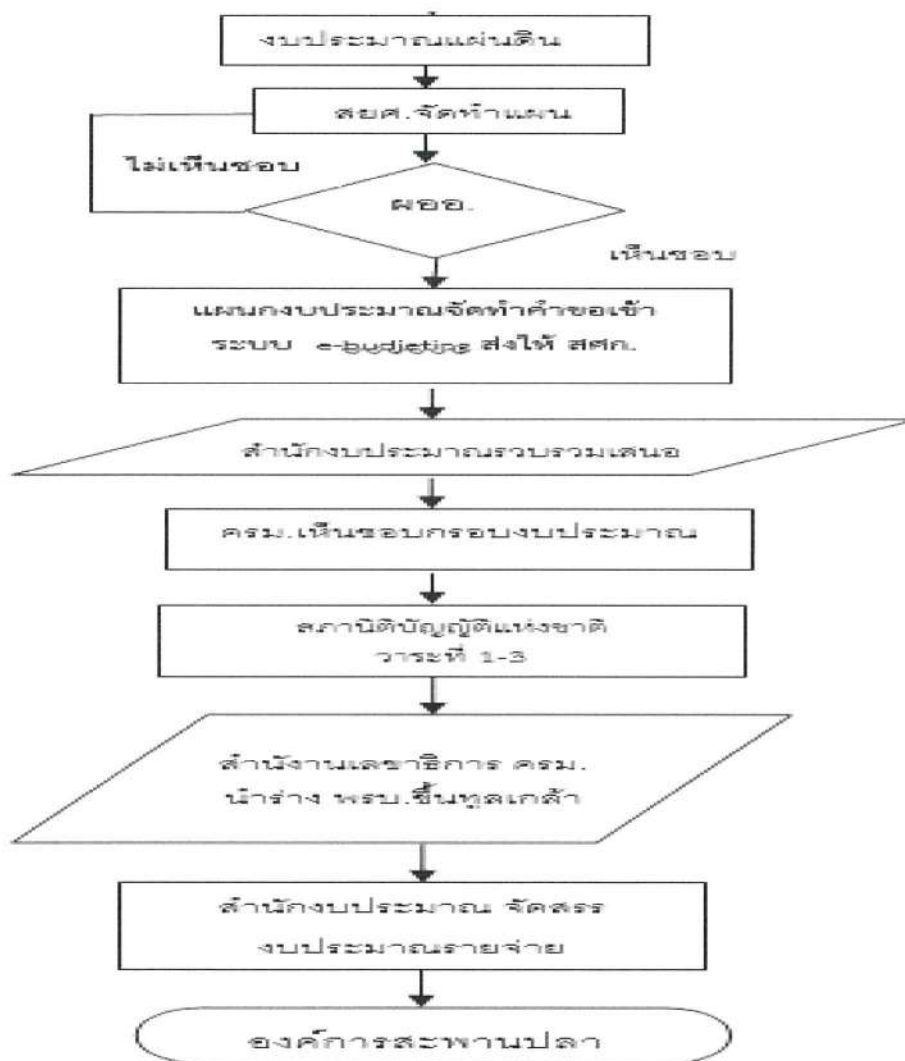 งบประมาณแผ่นดิน
สยศ.จัดทำแผน
ไม่เห็นชอบ
ผออ.
เห็นชอบ
แผนกงบประมาณจัดทำคำขอเข้า
ระบบ e-budjeting ส่งให้ สศก.
สำนักงบประมาณรวบรวมเสนอ
ครม.เห็นชอบกรอบงบประมาณ
สภานิติบัญญัติแห่งชาติ
วาระที่ 1-3
สำนังานเลขาธิการ ครม.
นำร่าง พรบ.ขึ้นทูลเกล้า
สำนักงบประมาณ จัดสรร
งบประมาณรายจ่าย
องค์การสะพานปลา